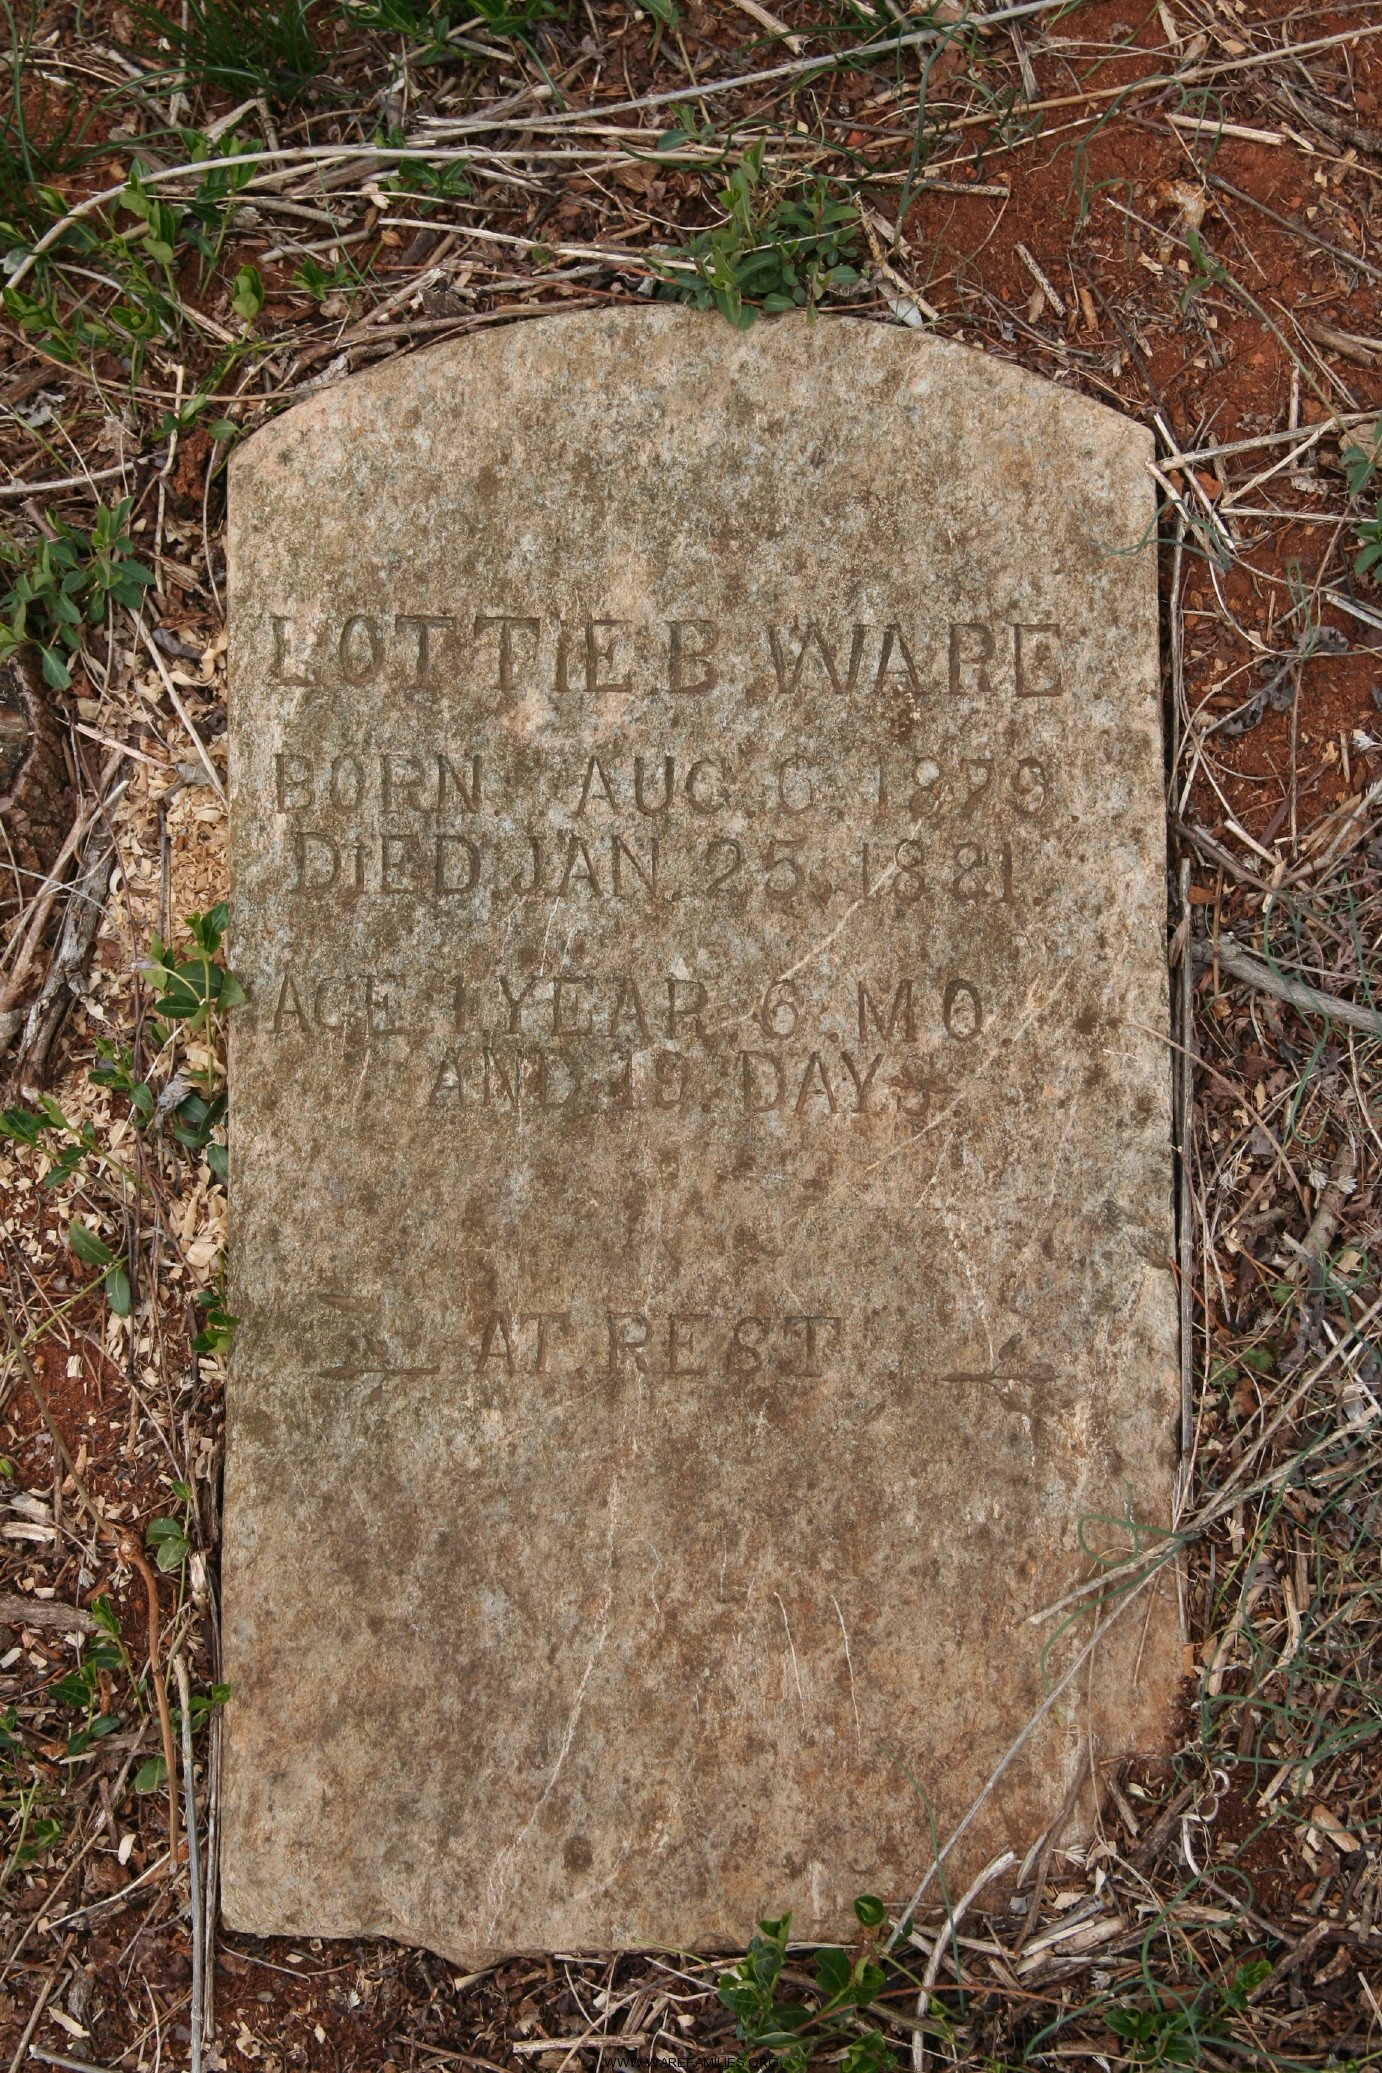 LOTTIE B. WARE
BORN AUG 6. 1879
DIED. JAN. 25. 1881
AGE. 1. YEAR. 6. MO
AND. 19. DAYS.
AT. REST
WWW.WAREFAMILIES.ORG